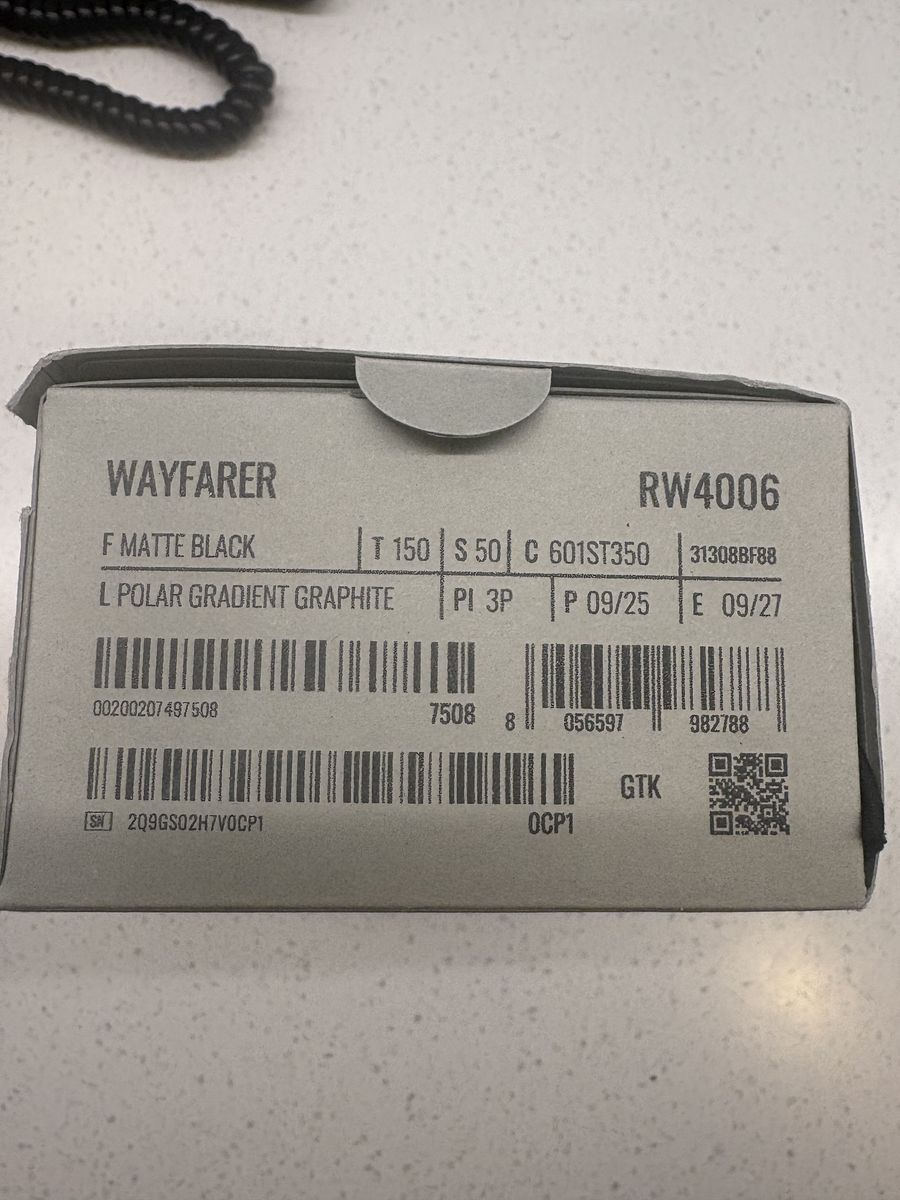 WAYFARER RW4006
F MATTE BLACK T 150 S 50 C 601ST350 31308BF88
L POLAR GRADIENT GRAPHITE PI 3P P 09/25 E 09/27
00200207497508 7508 8 056597 982788
SN 2Q9GS02H7V0CP1 0CP1 GTK